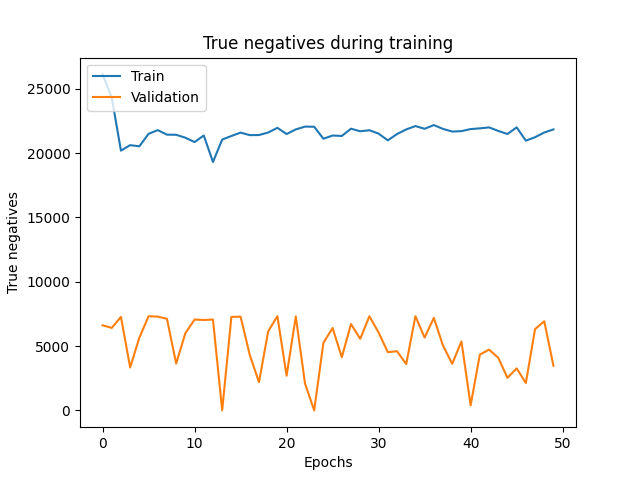 True negatives during training
Train
Validation
True negatives
25000
20000
15000
10000
5000
0
0 10 20 30 40 50
Epochs